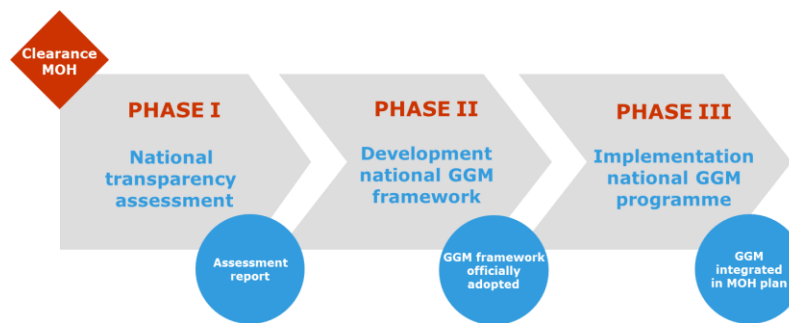 Clearance
MOH
PHASE I
National
transparency
assessment
Assessment
report
PHASE II
Development
national GGM
framework
GGM framework
officially
adopted
PHASE III
Implementation
national GGM
programme
GGM
integrated
in MOH plan